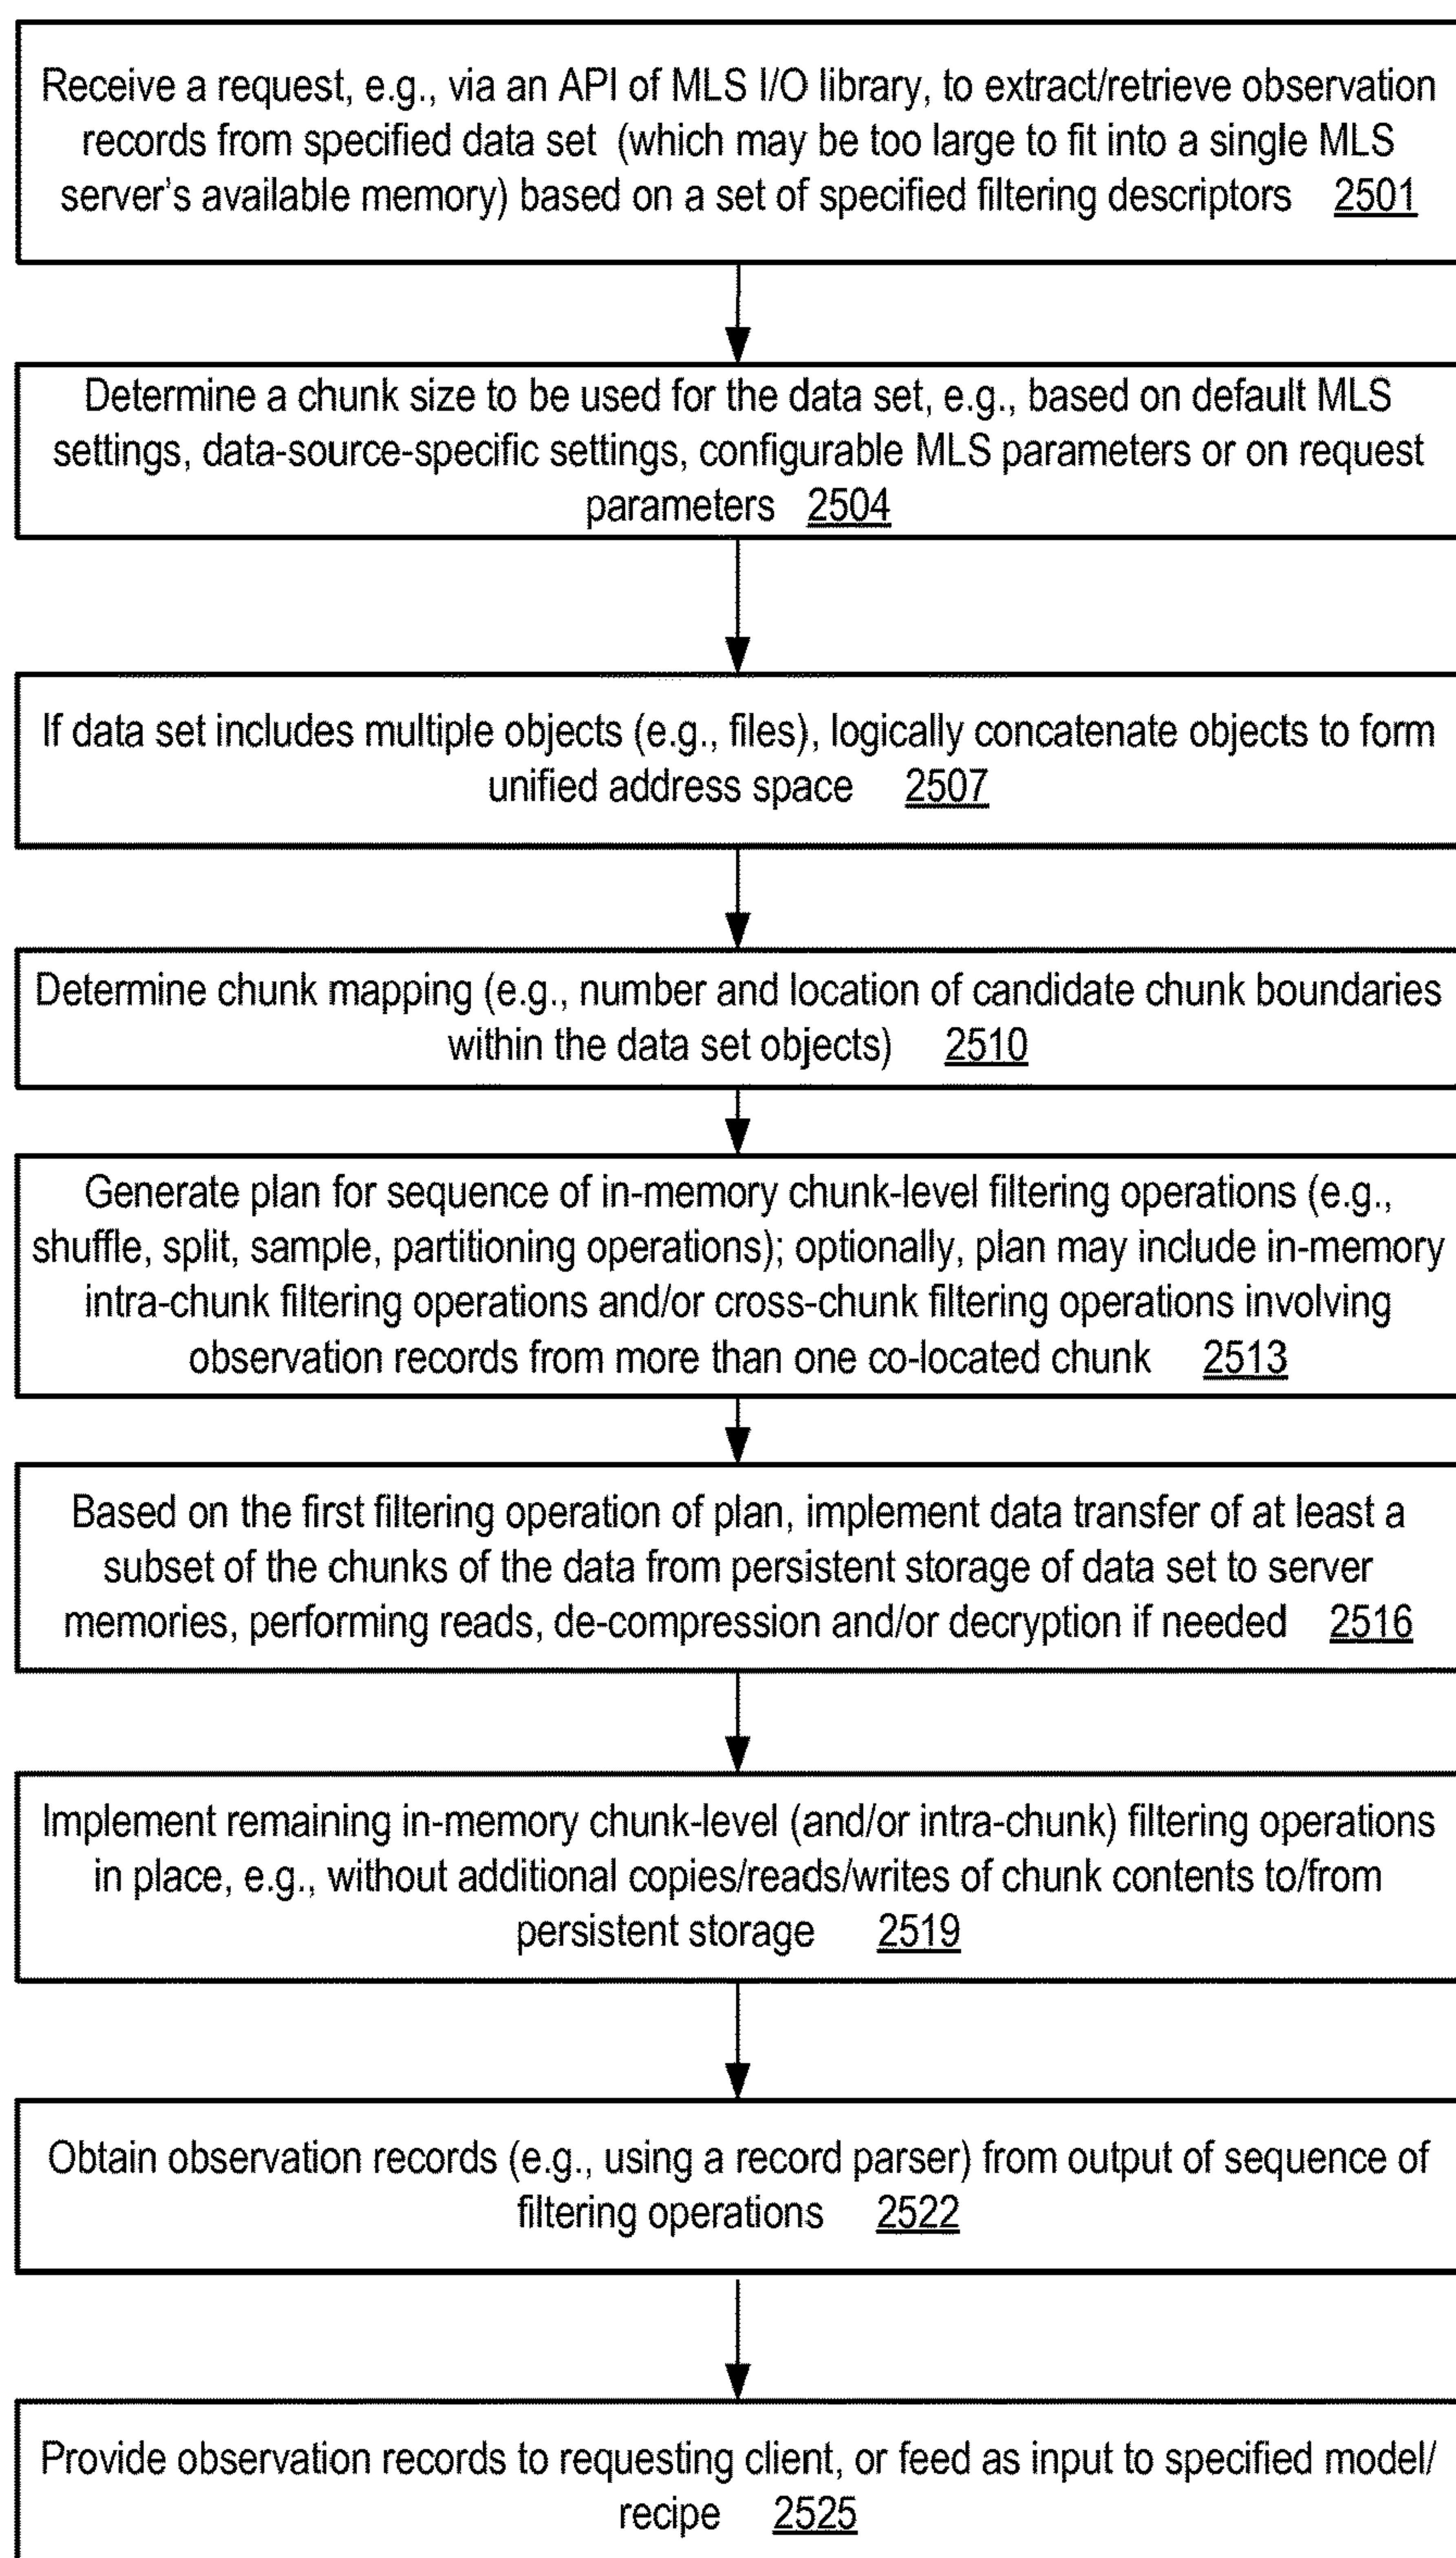 Receive a request, e.g., via an API of MLS I/O library, to extract/retrieve observation
records from specified data set (which may be too large to fit into a single MLS
server's available memory) based on a set of specified filtering descriptors 2501
Determine a chunk size to be used for the data set, e.g., based on default MLS
settings, data-source-specific settings, configurable MLS parameters or on request
parameters 2504
If data set includes multiple objects (e.g., files), logically concatenate objects to form
unified address space 2507
Determine chunk mapping (e.g., number and location of candidate chunk boundaries
within the data set objects) 2510
Generate plan for sequence of in-memory chunk-level filtering operations (e.g.,
shuffle, split, sample, partitioning operations); optionally, plan may include in-memory
intra-chunk filtering operations and/or cross-chunk filtering operations involving
observation records from more than one co-located chunk 2513
Based on the first filtering operation of plan, implement data transfer of at least a
subset of the chunks of the data from persistent storage of data set to server
memories, performing reads, de-compression and/or decryption if needed 2516
Implement remaining in-memory chunk-level (and/or intra-chunk) filtering operations
in place, e.g., without additional copies/reads/writes of chunk contents to/from
persistent storage 2519
Obtain observation records (e.g., using a record parser) from output of sequence of
filtering operations 2522
Provide observation records to requesting client, or feed as input to specified model/
recipe 2525